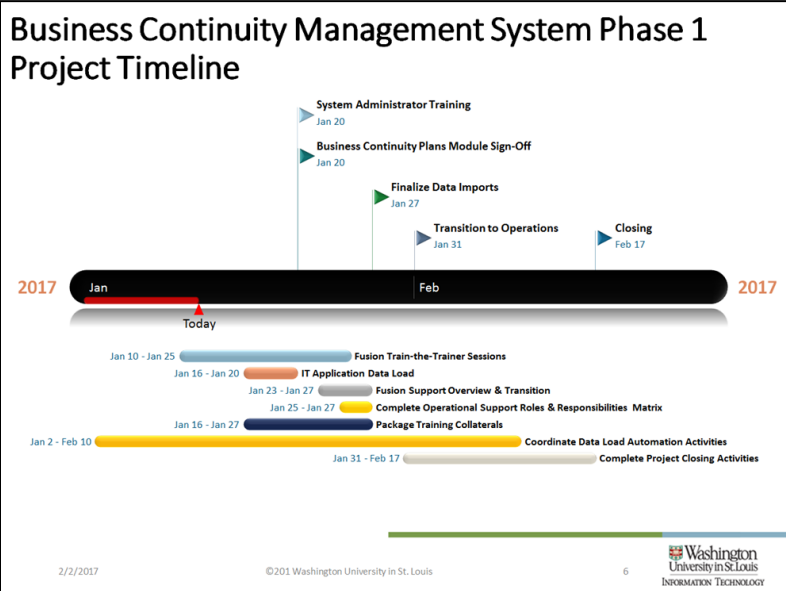 Business Continuity Management System Phase 1
Project Timeline
System Administrator Training
Jan 20
Business Continuity Plans Module Sign-Off
Jan 20
Finalize Data Imports
Jan 27
Transition to Operations
Jan 31
Closing
Feb 17
2017
Jan
Feb
2017
Today
Jan 10 - Jan 25 Fusion Train-the-Trainer Sessions
Jan 16 - Jan 20 IT Application Data Load
Jan 23 - Jan 27 Fusion Support Overview & Transition
Jan 25 - Jan 27 Complete Operational Support Roles & Responsibilities Matrix
Jan 16 - Jan 27 Package Training Collaterals
Jan 2 - Feb 10 Coordinate Data Load Automation Activities
Jan 31 - Feb 17 Complete Project Closing Activities
2/2/2017
©201 Washington University in St. Louis
6
Washington
University in St.Louis
Information Technology